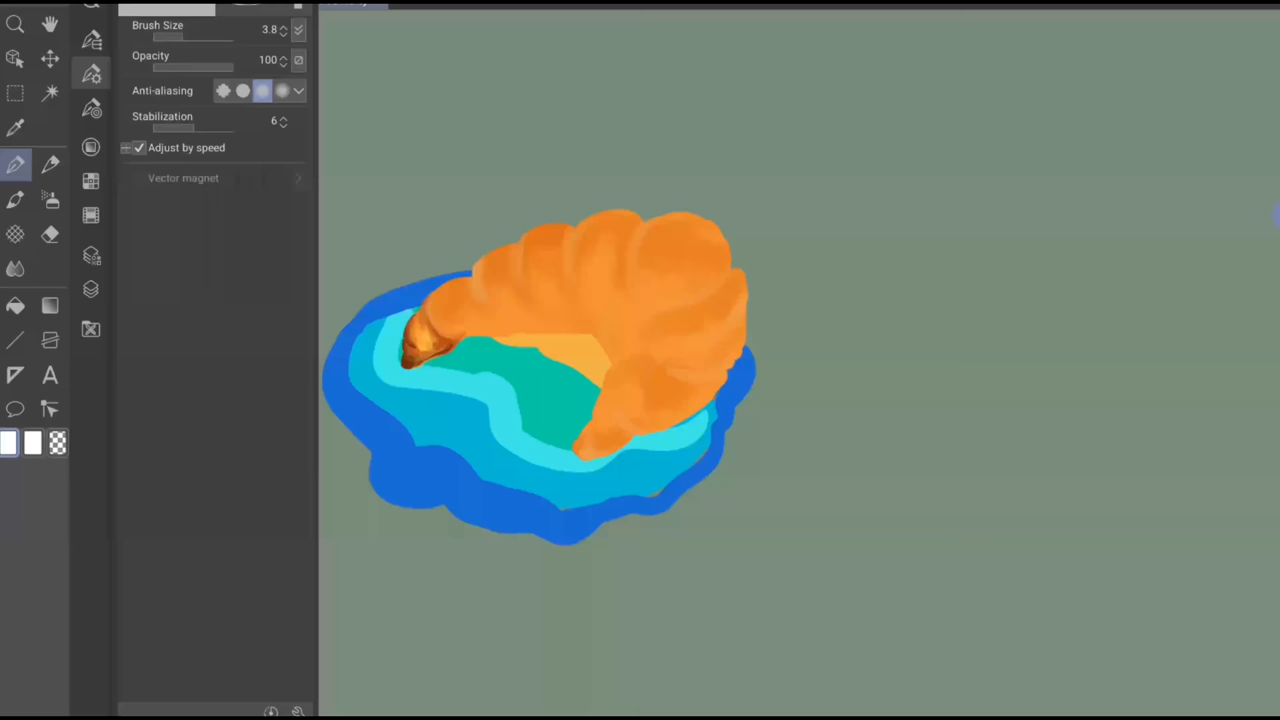 Brush Size 3.8
Opacity 100
Anti-aliasing
Stabilization 6
Adjust by speed
Vector magnet
A